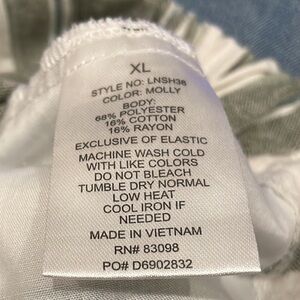 XL
STYLE NO: LNSH36
COLOR: MOLLY
BODY:
68% POLYESTER
16% COTTON
16% RAYON
EXCLUSIVE OF ELASTIC
MACHINE WASH COLD
WITH LIKE COLORS
DO NOT BLEACH
TUMBLE DRY NORMAL
LOW HEAT
COOL IRON IF
NEEDED
MADE IN VIETNAM
RN# 83098
PO# D6902832